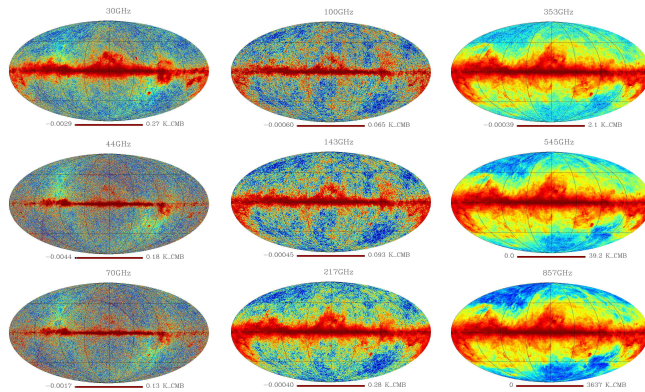 30GHz
100GHz
353GHz
−0.0029 0.27 K_CMB
−0.00060 0.065 K_CMB
−0.00039 2.1 K_CMB
44GHz
143GHz
545GHz
−0.0044 0.18 K_CMB
−0.00045 0.093 K_CMB
0.0 39.2 K_CMB
70GHz
217GHz
857GHz
−0.0017 0.13 K_CMB
−0.00040 0.28 K_CMB
0 3637 K_CMB